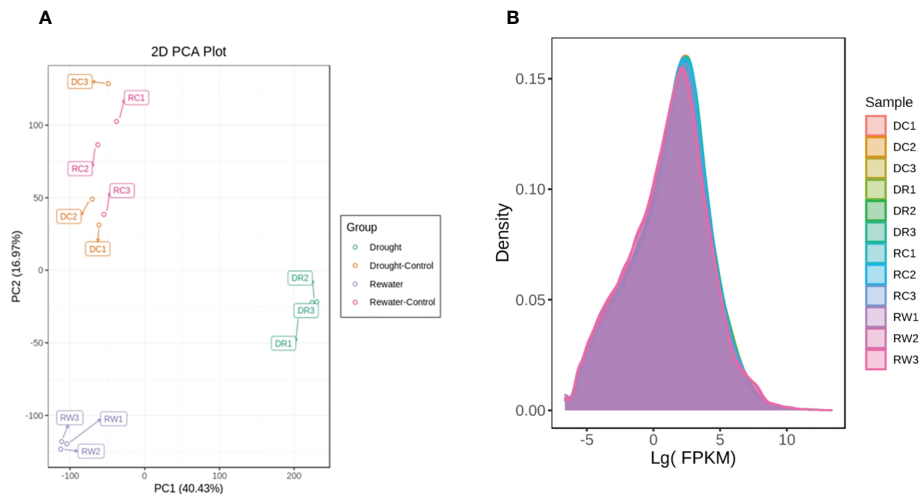 A
2D PCA Plot
DC3
RC1
RC2
RC3
DC2
DC1
DR2
DR3
DR1
RW3
RW1
RW2
100
50
0
-50
-100
-100
0
100
200
PC2 (16.97%)
PC1 (40.43%)
Group
Drought
Drought-Control
Rewater
Rewater-Control
B
0.15
0.10
0.05
0.00
-5
0
5
10
Density
Lg( FPKM)
Sample
DC1
DC2
DC3
DR1
DR2
DR3
RC1
RC2
RC3
RW1
RW2
RW3